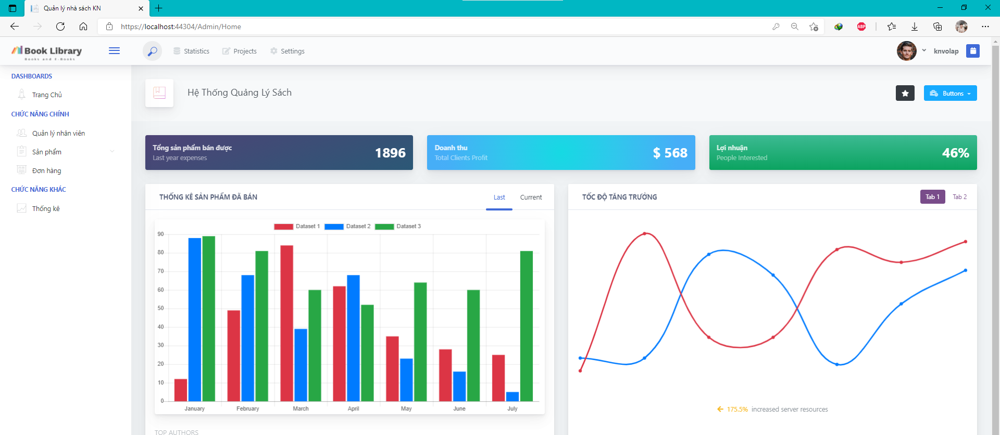 Quản lý nhà sách KN
https://localhost:44304/Admin/Home
ABP
Book Library
Books and E-Books
Statistics
Projects
Settings
knvolap
DASHBOARDS
Trang Chủ
CHỨC NĂNG CHÍNH
Quản lý nhân viên
Sản phẩm
Đơn hàng
CHỨC NĂNG KHÁC
Thống kê
Hệ Thống Quảng Lý Sách
Buttons
Tổng sản phẩm bán được
Last year expenses
1896
Doanh thu
Total Clients Profit
$ 568
Lợi nhuận
People Interested
46%
THỐNG KÊ SẢN PHẨM ĐÃ BÁN
Last
Current
Dataset 1
Dataset 2
Dataset 3
90
80
70
60
50
40
30
20
10
0
January
February
March
April
May
June
July
TOP AUTHORS
TỐC ĐỘ TĂNG TRƯỞNG
Tab 1
Tab 2
175.5% increased server resources